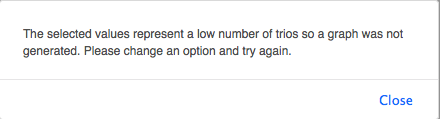 The selected values represent a low number of trios so a graph was not
generated. Please change an option and try again.
Close